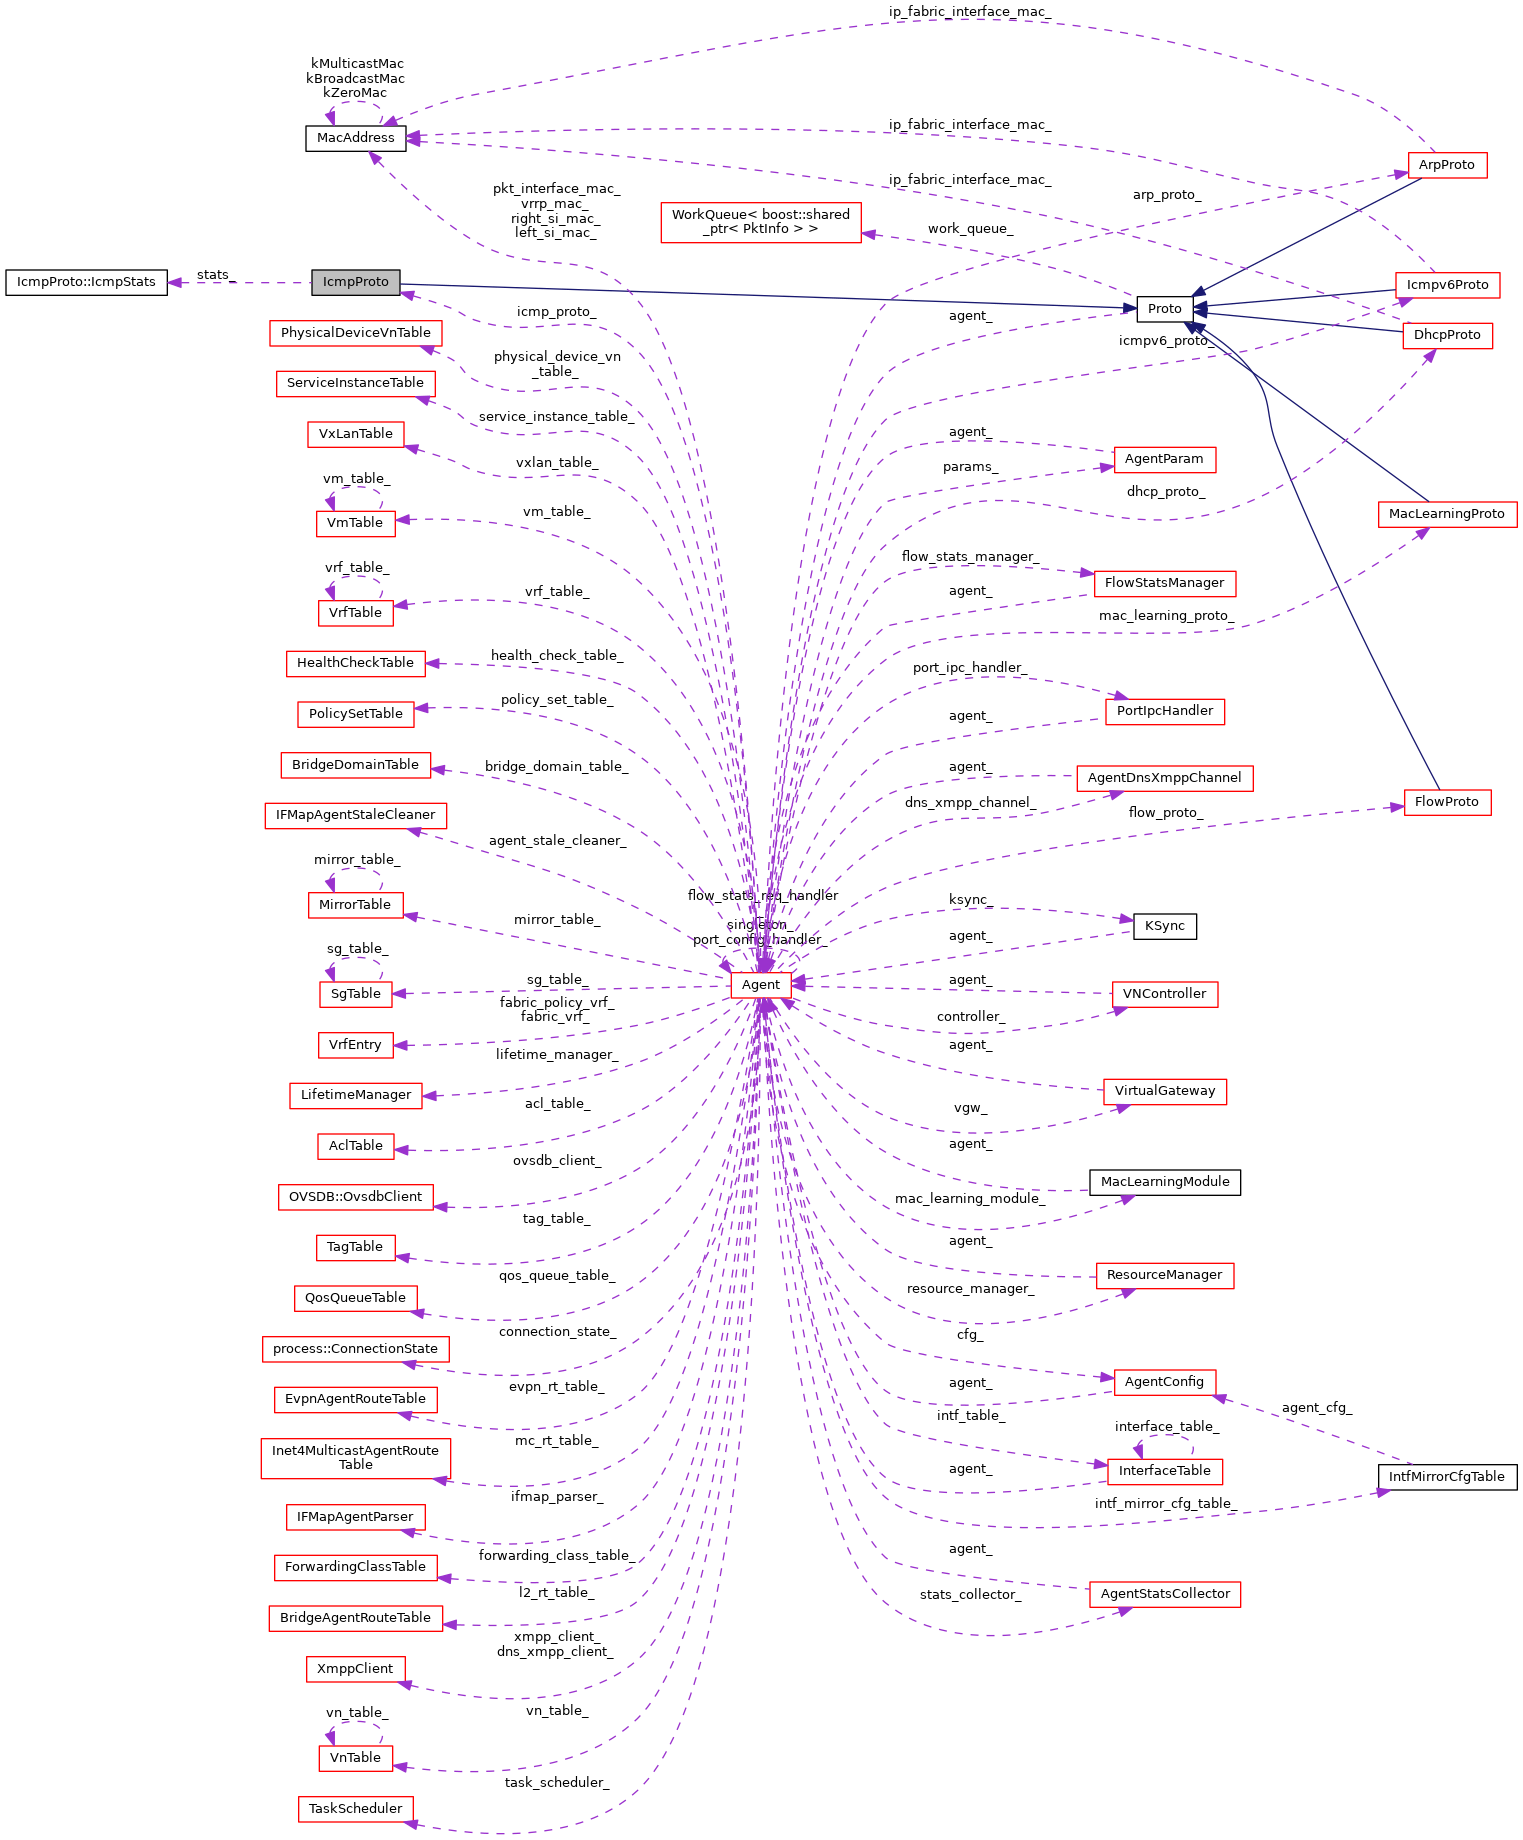 ip_fabric_interface_mac_
kMulticastMac
kBroadcastMac
kZeroMac
MacAddress
ip_fabric_interface_mac_
ArpProto
ip_fabric_interface_mac_
pkt_interface_mac_
vrrp_mac_
right_si_mac_
left_si_mac_
arp_proto_
WorkQueue< boost::shared
_ptr< PktInfo > >
work_queue_
IcmpProto::IcmpStats
stats_
IcmpProto
Icmpv6Proto
Proto
icmp_proto_
agent_
PhysicalDeviceVnTable
DhcpProto
icmpv6_proto_
physical_device_vn
_table_
ServiceInstanceTable
service_instance_table_
VxLanTable
agent_
AgentParam
vxlan_table_
params_
vm_table_
dhcp_proto_
VmTable
vm_table_
MacLearningProto
flow_stats_manager_
vrf_table_
FlowStatsManager
vrf_table_
agent_
VrfTable
mac_learning_proto_
HealthCheckTable
health_check_table_
port_ipc_handler_
policy_set_table_
PolicySetTable
agent_
PortIpcHandler
BridgeDomainTable
bridge_domain_table_
agent_
AgentDnsXmppChannel
dns_xmpp_channel_
FlowProto
IFMapAgentStaleCleaner
flow_proto_
agent_stale_cleaner_
mirror_table_
flow_stats_req_handler
_
singleton_
port_config_handler_
ksync_
MirrorTable
mirror_table_
KSync
agent_
sg_table_
sg_table_
agent_
Agent
SgTable
VNController
fabric_policy_vrf_
fabric_vrf_
controller_
VrfEntry
agent_
lifetime_manager_
LifetimeManager
VirtualGateway
acl_table_
vgw_
AclTable
agent_
ovsdb_client_
MacLearningModule
OVSDB::OvsdbClient
mac_learning_module_
tag_table_
TagTable
agent_
qos_queue_table_
ResourceManager
QosQueueTable
resource_manager_
connection_state_
cfg_
process::ConnectionState
evpn_rt_table_
agent_
AgentConfig
EvpnAgentRouteTable
agent_cfg_
intf_table_
interface_table_
mc_rt_table_
Inet4MulticastAgentRoute
Table
agent_
InterfaceTable
IntfMirrorCfgTable
ifmap_parser_
intf_mirror_cfg_table_
IFMapAgentParser
agent_
forwarding_class_table_
ForwardingClassTable
l2_rt_table_
stats_collector_
AgentStatsCollector
BridgeAgentRouteTable
xmpp_client_
dns_xmpp_client_
XmppClient
vn_table_
vn_table_
VnTable
task_scheduler_
TaskScheduler